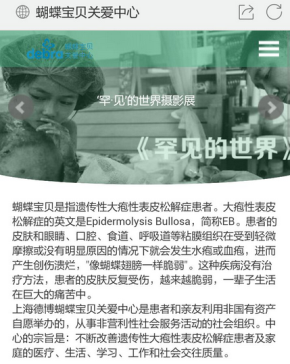 蝴蝶宝贝关爱中心
debra
‘罕见’的世界摄影展
《罕见的世界》
蝴蝶宝贝是指遗传性大疱性表皮松解症患者。大疱性表皮
松解症的英文是Epidermolysis Bullosa，简称EB。患者的
皮肤和眼睛、口腔、食道、呼吸道等粘膜组织在受到轻微
摩擦或没有明显原因的情况下就会发生水疱或血疱，进而
产生创伤溃烂，"像蝴蝶翅膀一样脆弱"。这种疾病没有治
疗方法，患者的皮肤反复受伤，越来越脆弱，一辈子生活
在巨大的痛苦中。
上海德博蝴蝶宝贝关爱中心是患者和亲友利用非国有资产
自愿举办的，从事非营利性社会服务活动的社会组织。中
心的宗旨是：不断改善遗传性大疱性表皮松解症患者及家
庭的医疗、生活、学习、工作和社会交往质量。